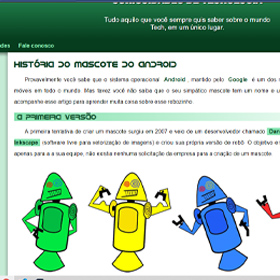 Tudo aquilo que você sempre quis saber sobre o mundo
Tech, em um único lugar.
des Fale conosco
HISTÓRIA DO MASCOTE DO ANDROID
Provavelmente você sabe que o sistema operacional Android, mantido pelo Google é um dos
móveis em todo o mundo. Mas talvez você não saiba que o seu simpático mascote tem um nome e u
acompanhe esse artigo para aprender muita coisa sobre esse robozinho.
A PRIMEIRA VERSÃO
A primeira tentativa de criar um mascote surgiu em 2007 e veio de um desenvolvedor chamado Dan
Inkscape (software livre para vetorização de imagens) e criou sua própria versão de robô. O objetivo e
apenas para a a sua equipe, não existia nenhuma solicitação da empresa para a criação de um mascote.